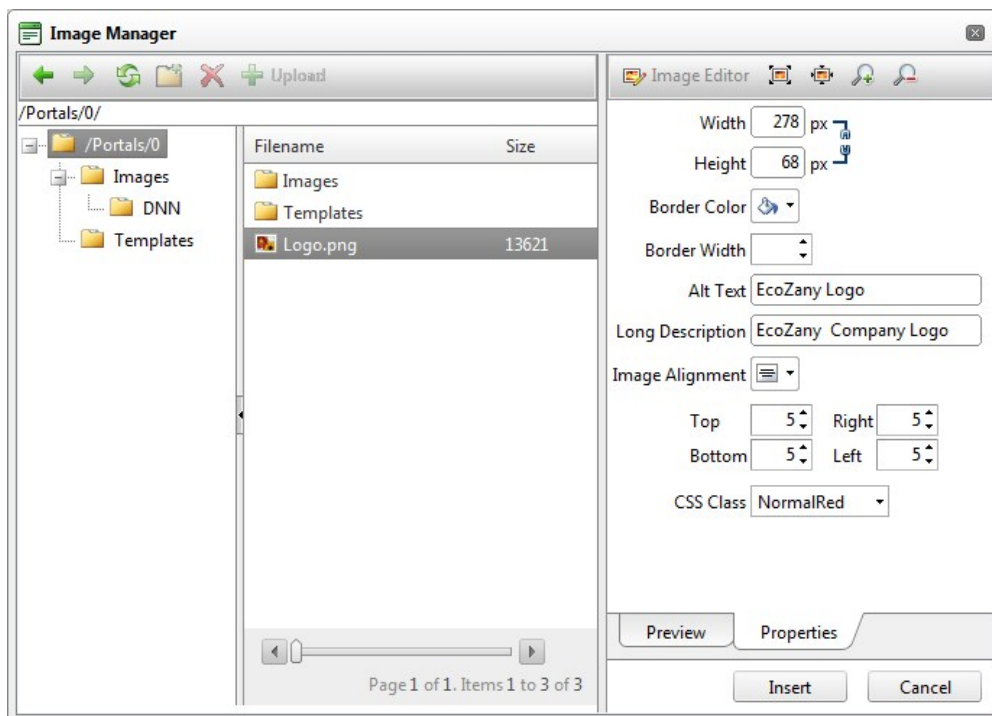 Image Manager
Upload
Image Editor
/Portals/0/
/Portals/0
Images
DNN
Templates
Filename Size
Images
Templates
Logo.png 13621
Page 1 of 1. Items 1 to 3 of 3
Width 278 px
Height 68 px
Border Color
Border Width
Alt Text EcoZany Logo
Long Description EcoZany  Company Logo
Image Alignment
Top 5 Right 5
Bottom 5 Left 5
CSS Class NormalRed
Preview Properties
Insert Cancel